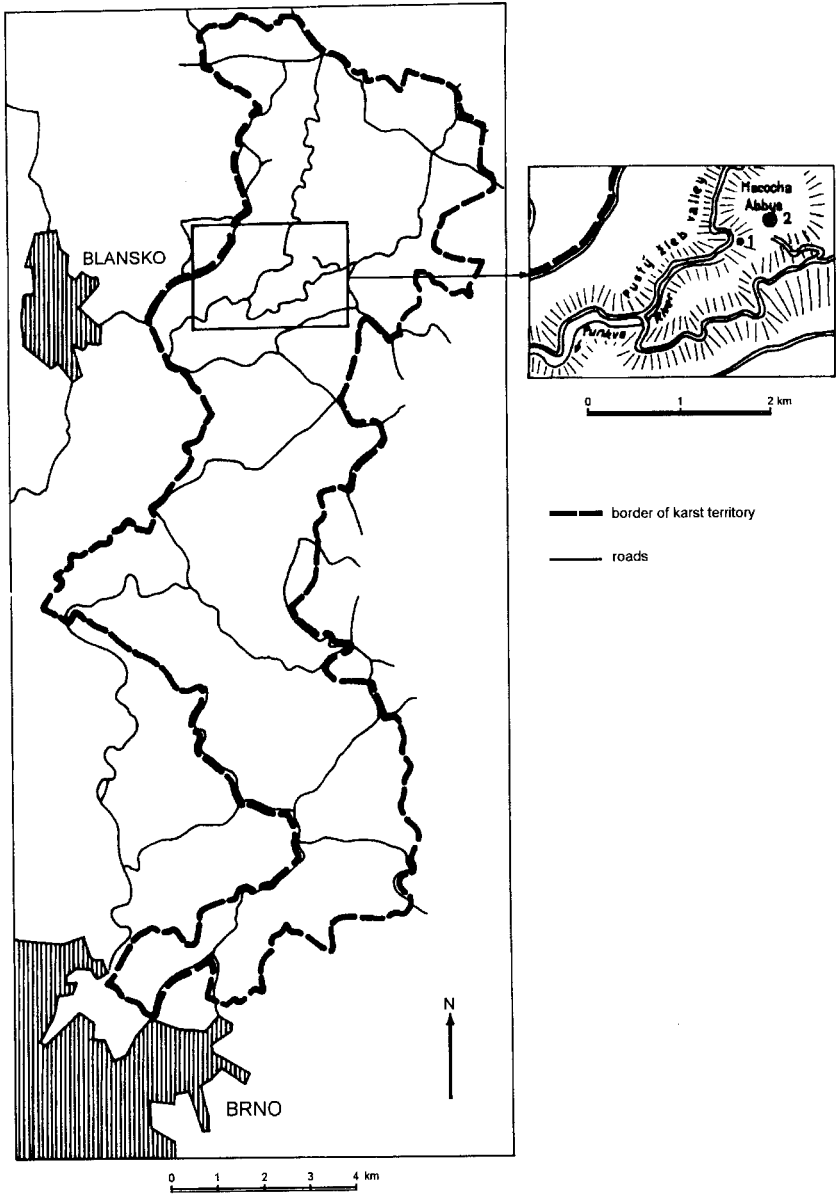 BLANSKO
Pustý žleb valley
Macocha
Abbys
2
1
Punkva
River
0 1 2 km
border of karst territory
roads
N
BRNO
0 1 2 3 4 km